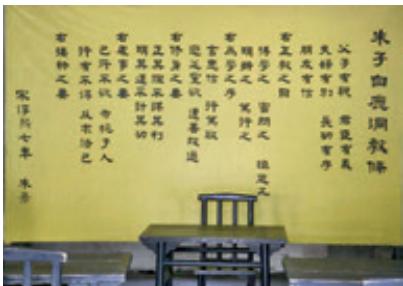 朱子白鹿洞教條
父子有親 君臣有義
夫婦有別 長幼有序
朋友有信
右五教之目
博學之 審問之 慎思之
明辨之 篤行之
右為學之序
言忠信 行篤敬
懲忿窒欲 遷善改過
右修身之要
正其誼不謀其利
明其道不計其功
右處事之要
己所不欲 勿施于人
行有不得 反求諸己
右接物之要
宋淳熙七年 朱熹